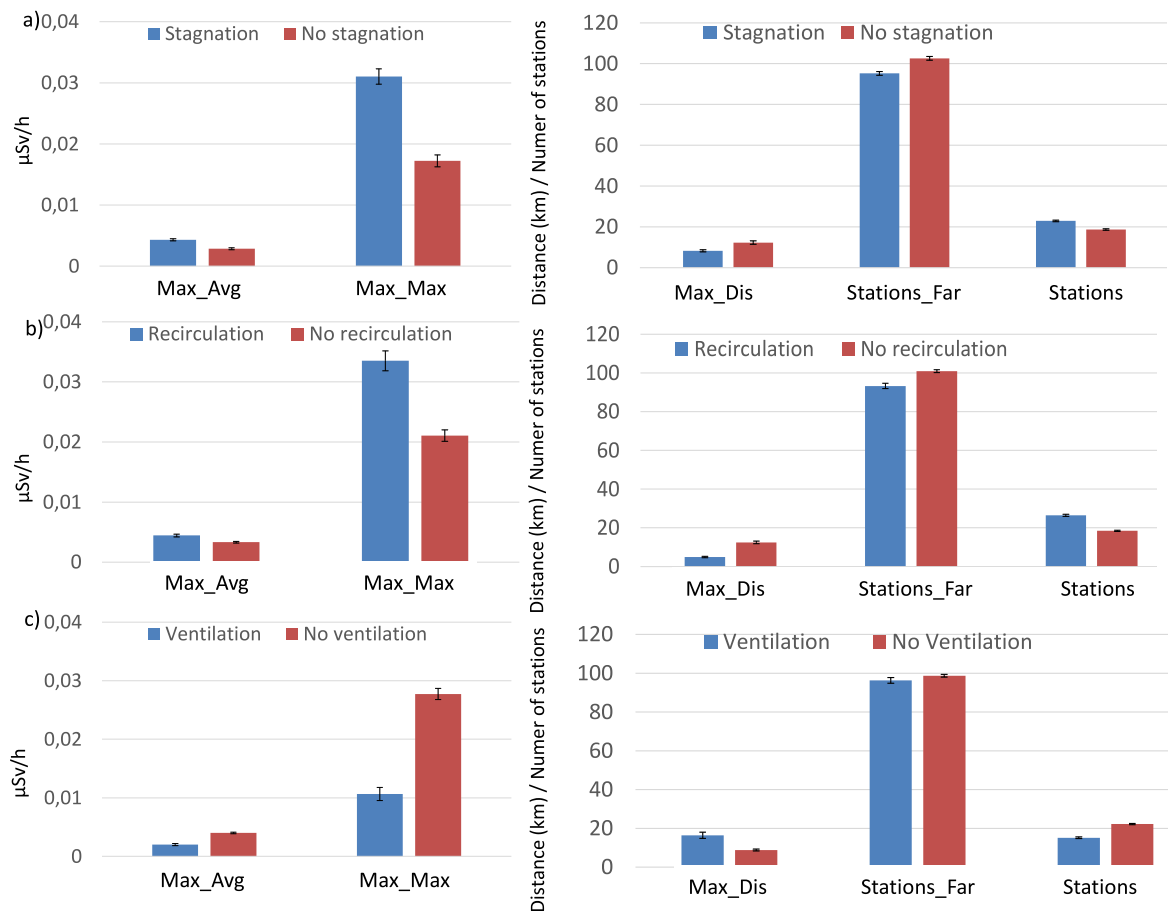 a)
0,04
0,03
0,02
0,01
0
µSv/h
Stagnation No stagnation
Max_Avg Max_Max
120
100
80
60
40
20
0
Distance (km) / Numer of stations
Stagnation No stagnation
Max_Dis Stations_Far Stations
b)
0,04
0,03
0,02
0,01
0
µSv/h
Recirculation No recirculation
Max_Avg Max_Max
120
100
80
60
40
20
0
Distance (km) / Numer of stations
Recirculation No recirculation
Max_Dis Stations_Far Stations
c)
0,04
0,03
0,02
0,01
0
µSv/h
Ventilation No ventilation
Max_Avg Max_Max
120
100
80
60
40
20
0
Distance (km) / Numer of stations
Ventilation No Ventilation
Max_Dis Stations_Far Stations